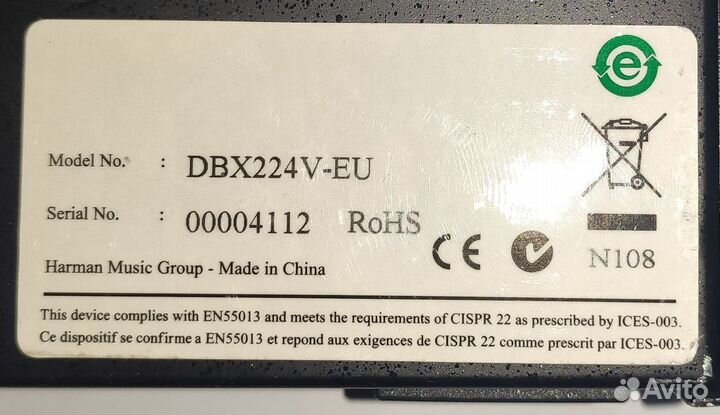 e
Model No. : DBX224V-EU
Serial No. : 00004112 RoHS
CE
N108
Harman Music Group - Made in China
This device complies with EN55013 and meets the requirements of CISPR 22 as prescribed by ICES-003.
Ce dispositif se confirme a EN55013 et repond aux exigences de CISPR 22 comme prescrit par ICES-003.
Avito